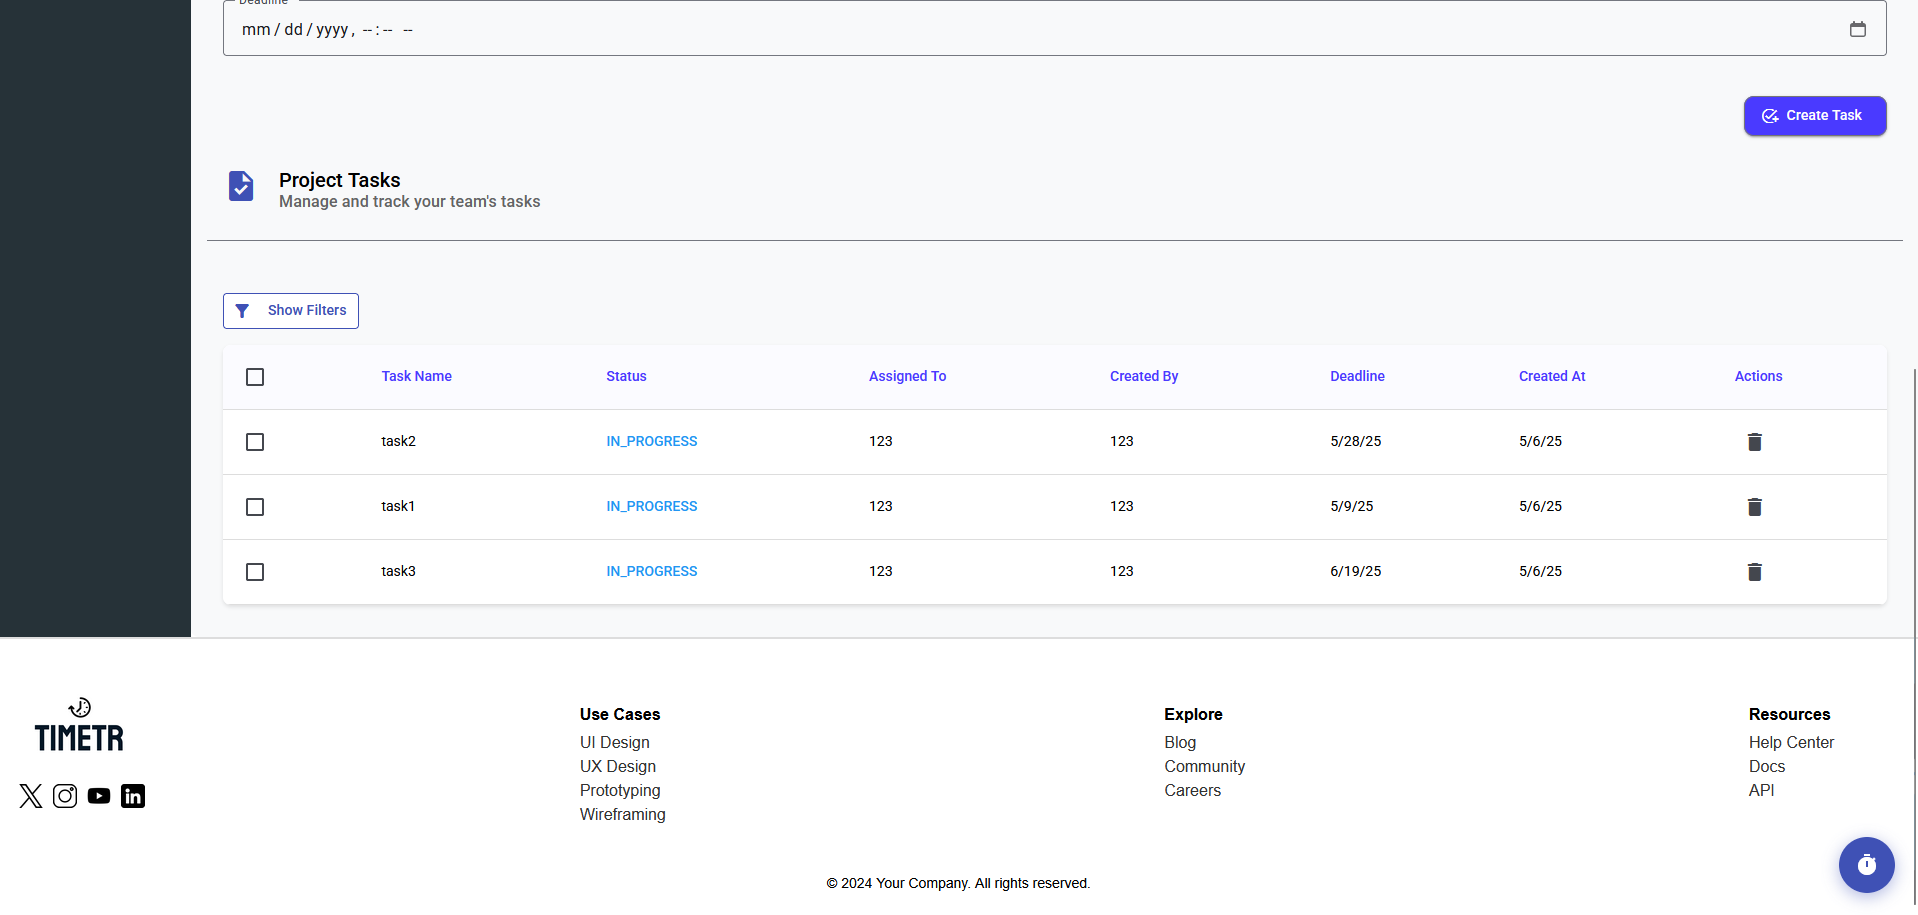 Deadline
mm/dd/yyyy, --:-- --
Create Task
Project Tasks
Manage and track your team's tasks
Show Filters
Task Name Status Assigned To Created By Deadline Created At Actions
task2 IN_PROGRESS 123 123 5/28/25 5/6/25
task1 IN_PROGRESS 123 123 5/9/25 5/6/25
task3 IN_PROGRESS 123 123 6/19/25 5/6/25
TIMETR
Use Cases
UI Design
UX Design
Prototyping
Wireframing
Explore
Blog
Community
Careers
Resources
Help Center
Docs
API
in
© 2024 Your Company. All rights reserved.